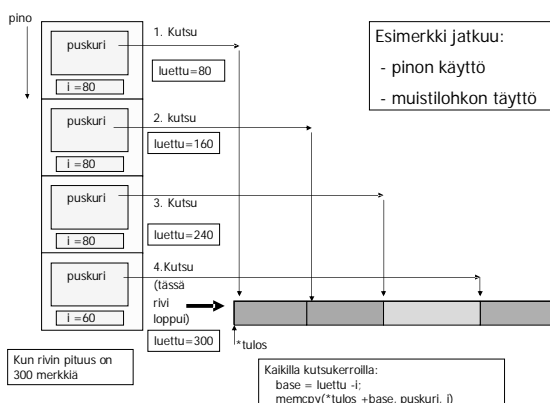 pino
puskuri
i =80
1. Kutsu
luettu=80
puskuri
i =80
2. kutsu
luettu=160
puskuri
i =80
3. Kutsu
luettu=240
puskuri
i =60
4.Kutsu
(tässä
rivi
loppui)
luettu=300
*tulos
Esimerkki jatkuu:
- pinon käyttö
- muistilohkon täyttö
Kun rivin pituus on
300 merkkiä
Kaikilla kutsukerroilla:
base = luettu -i;
memcpy(*tulos +base, puskuri, i)